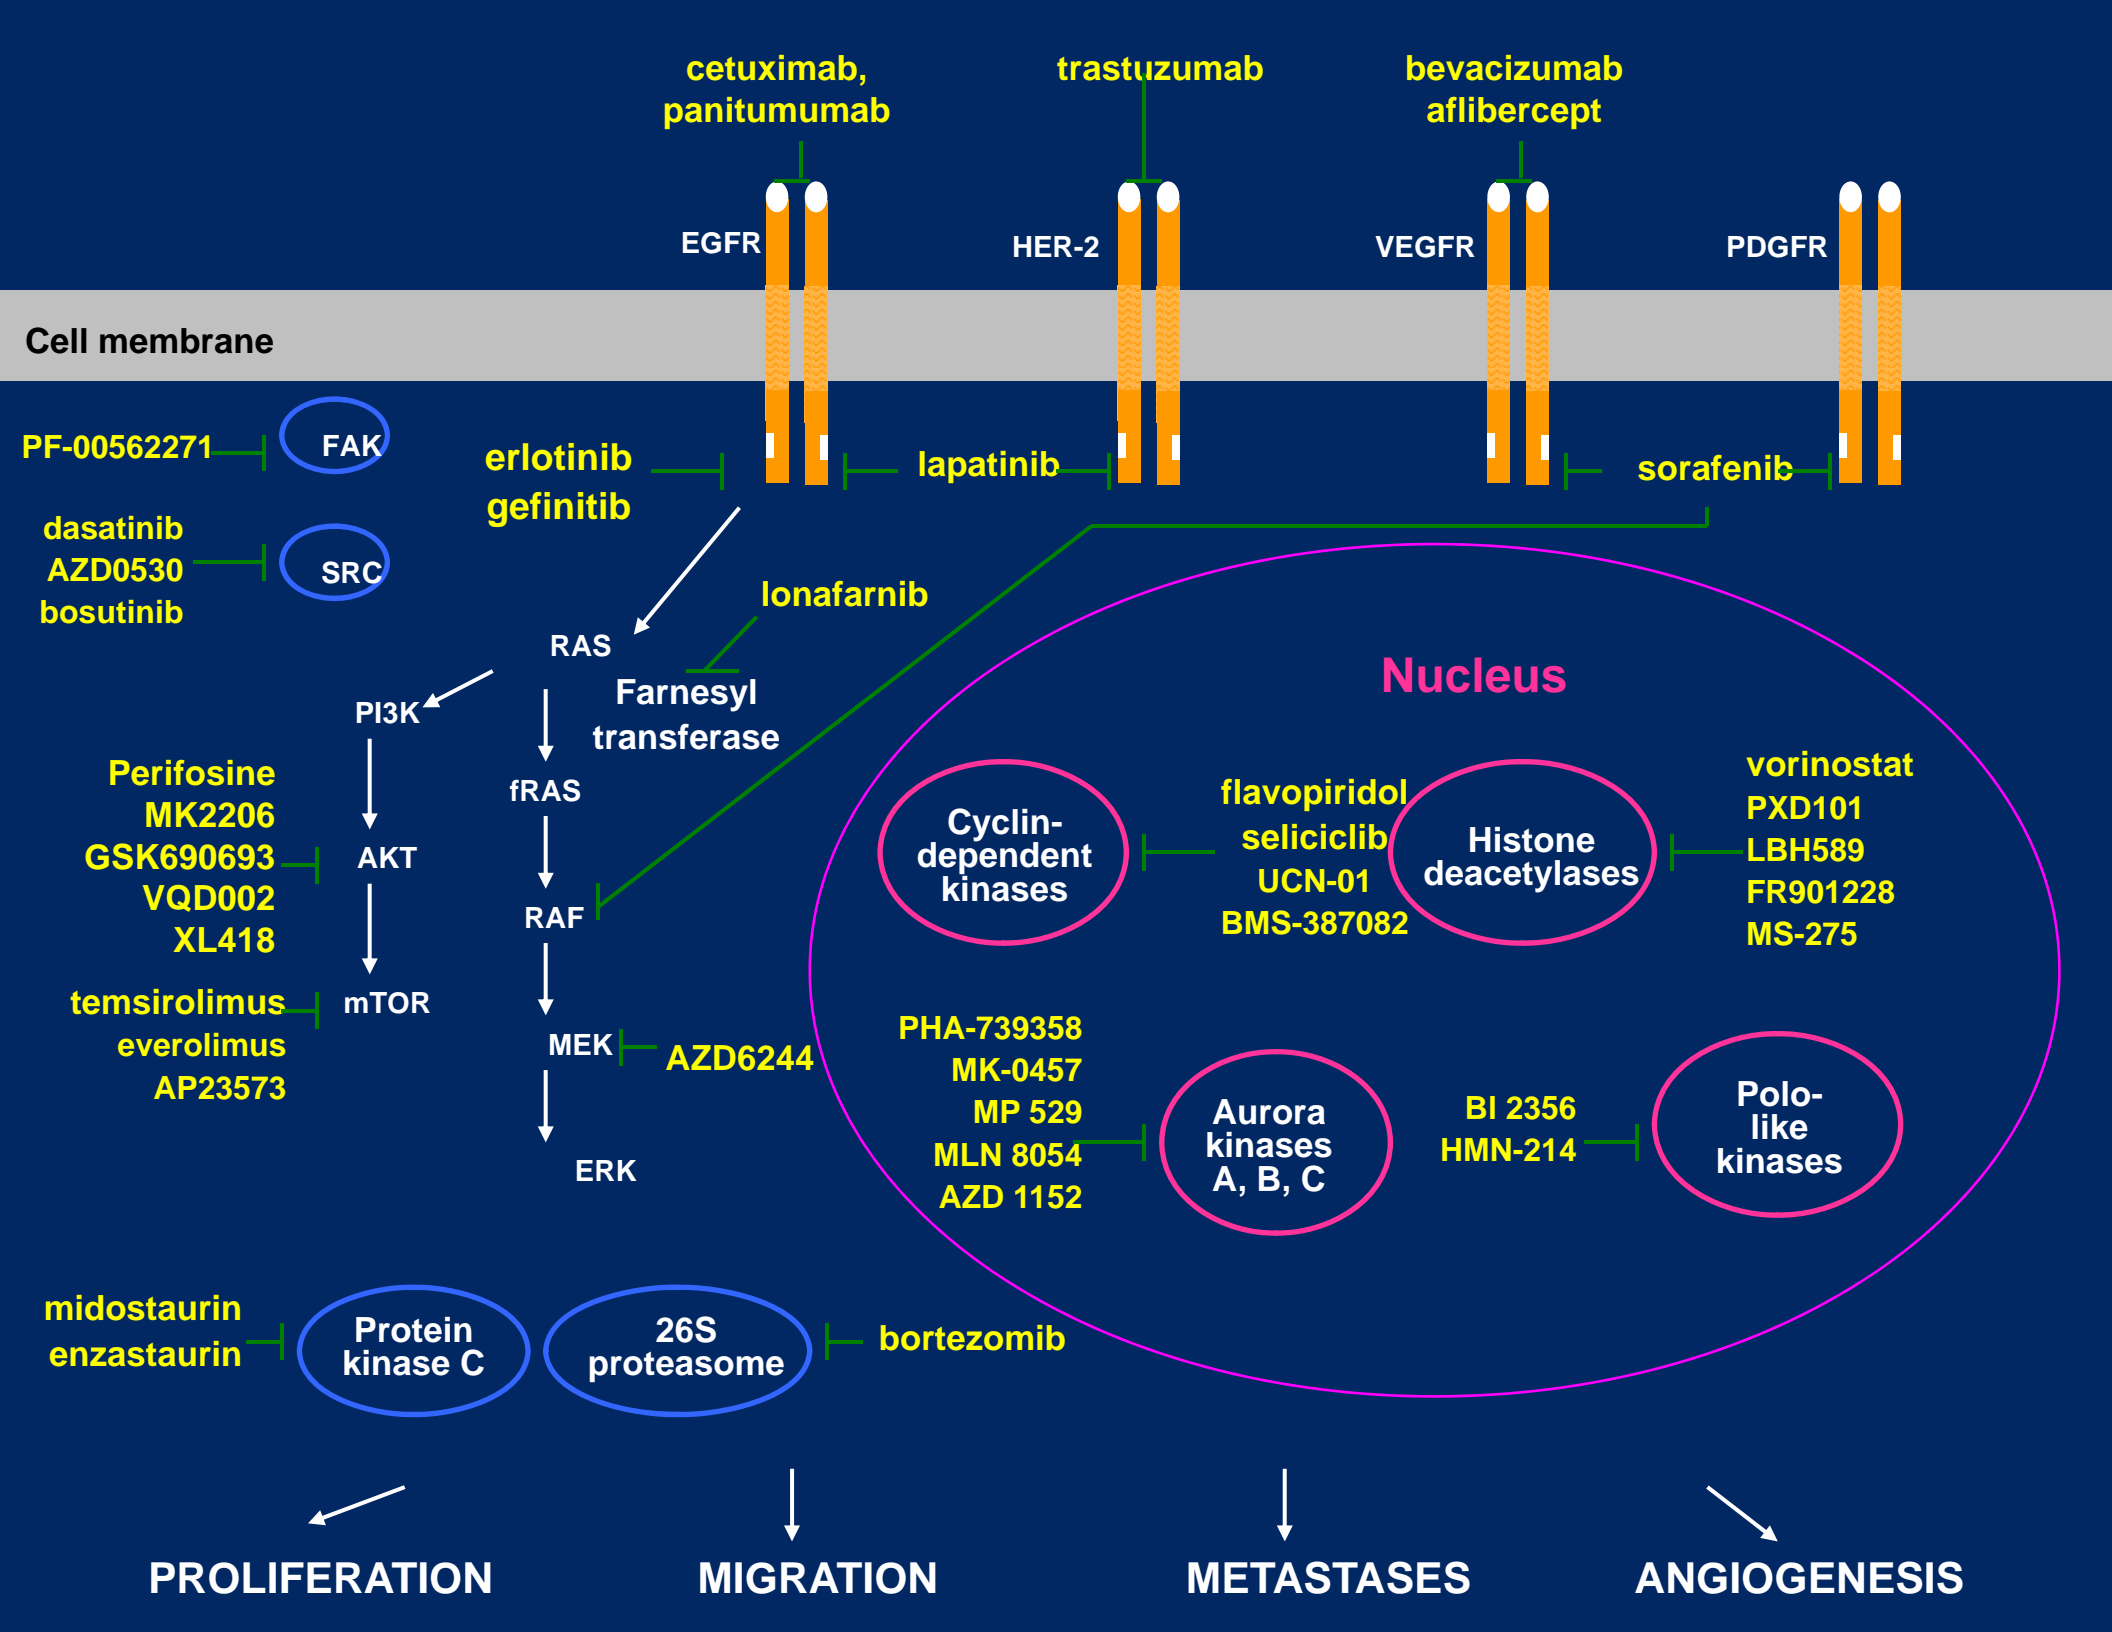 cetuximab,
panitumumab
trastuzumab
bevacizumab
aflibercept
EGFR
HER-2
VEGFR
PDGFR
Cell membrane
PF-00562271
FAK
erlotinib
gefinitib
lapatinib
sorafenib
dasatinib
AZD0530
bosutinib
SRC
lonafarnib
RAS
Farnesyl
transferase
PI3K
Nucleus
Perifosine
MK2206
GSK690693
VQD002
XL418
AKT
fRAS
RAF
Cyclin-
dependent
kinases
flavopiridol
seliciclib
UCN-01
BMS-387082
Histone
deacetylases
vorinostat
PXD101
LBH589
FR901228
MS-275
temsirolimus
everolimus
AP23573
mTOR
MEK
AZD6244
ERK
PHA-739358
MK-0457
MP 529
MLN 8054
AZD 1152
Aurora
kinases
A, B, C
BI 2356
HMN-214
Polo-
like
kinases
midostaurin
enzastaurin
Protein
kinase C
26S
proteasome
bortezomib
PROLIFERATION
MIGRATION
METASTASES
ANGIOGENESIS